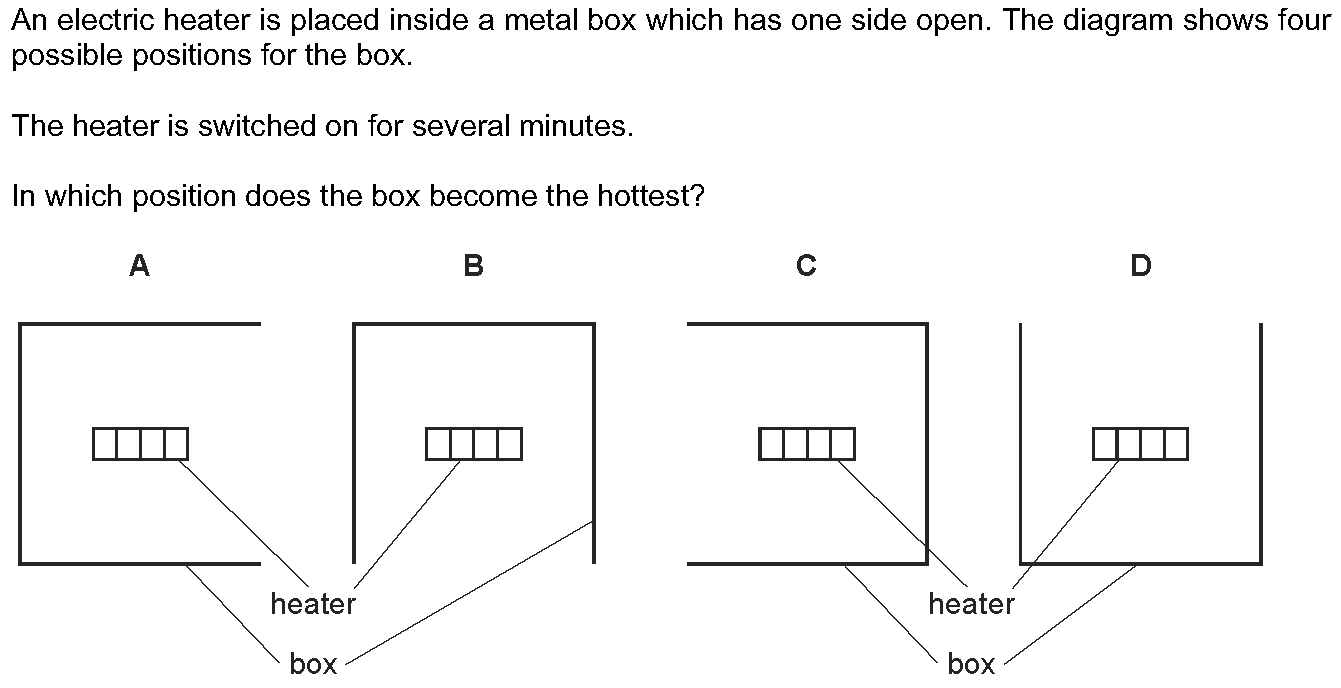 An electric heater is placed inside a metal box which has one side open. The diagram shows four
possible positions for the box.
The heater is switched on for several minutes.
In which position does the box become the hottest?
A B C D
heater heater
box box